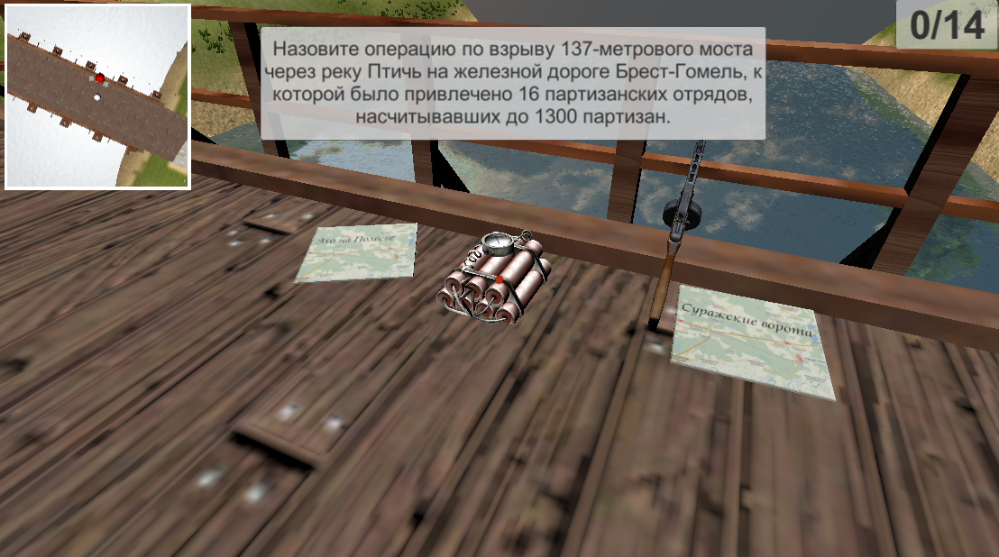 0/14
Назовите операцию по взрыву 137-метрового моста
через реку Птичь на железной дороге Брест-Гомель, к
которой было привлечено 16 партизанских отрядов,
насчитывавших до 1300 партизан.
Эхо на Полесье
Суражские ворота